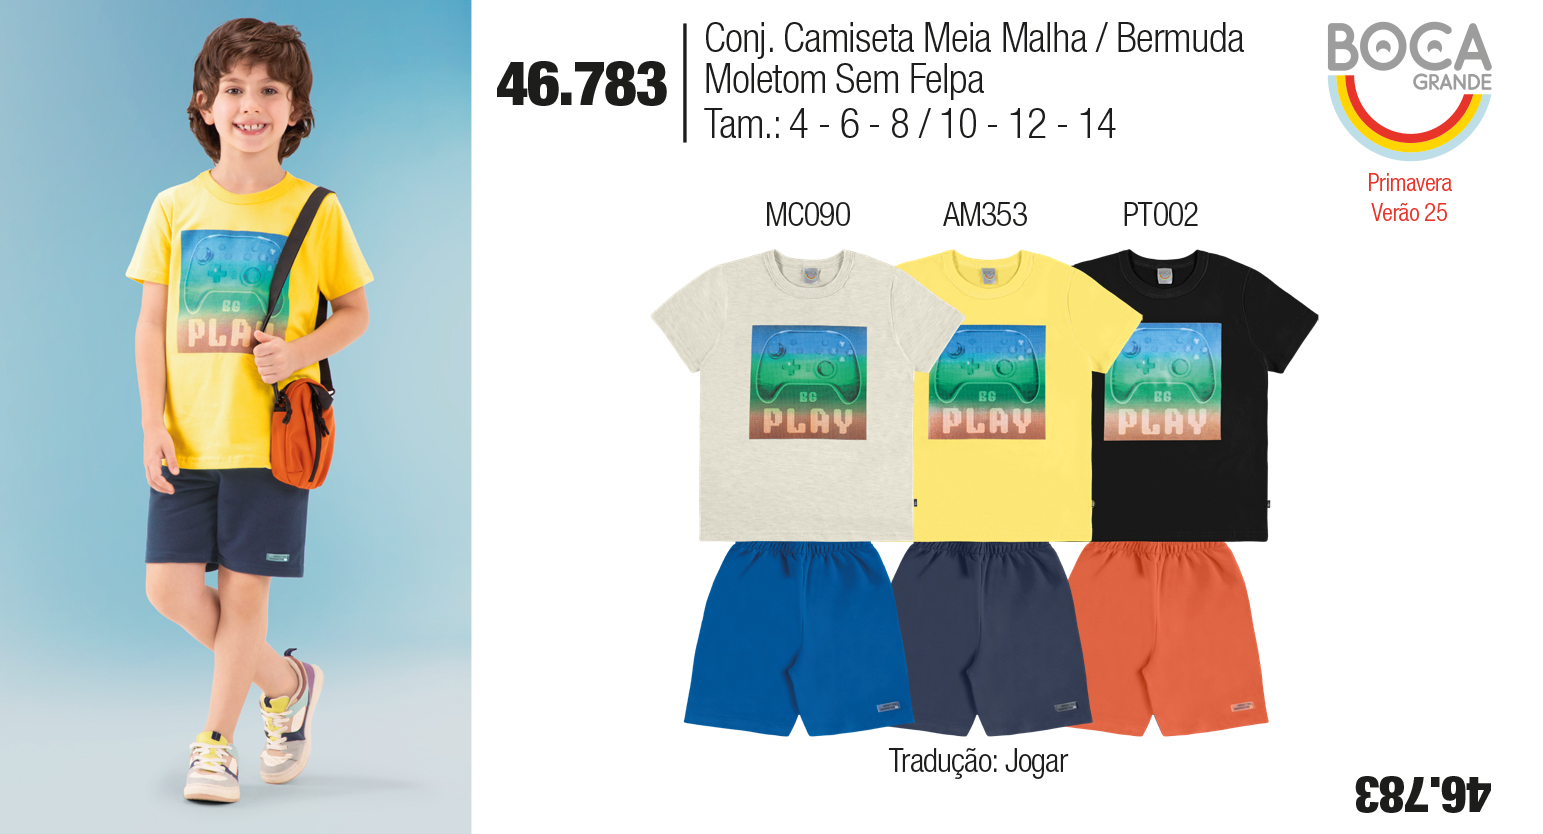 46.783
Conj. Camiseta Meia Malha / Bermuda
Moletom Sem Felpa
Tam.: 4 - 6 - 8 / 10 - 12 - 14
BOCA
GRANDE
Primavera
Verão 25
MC090
AM353
PT002
BG
PLAY
BG
PLAY
BG
PLAY
BG
PLAY
Tradução: Jogar
46.783